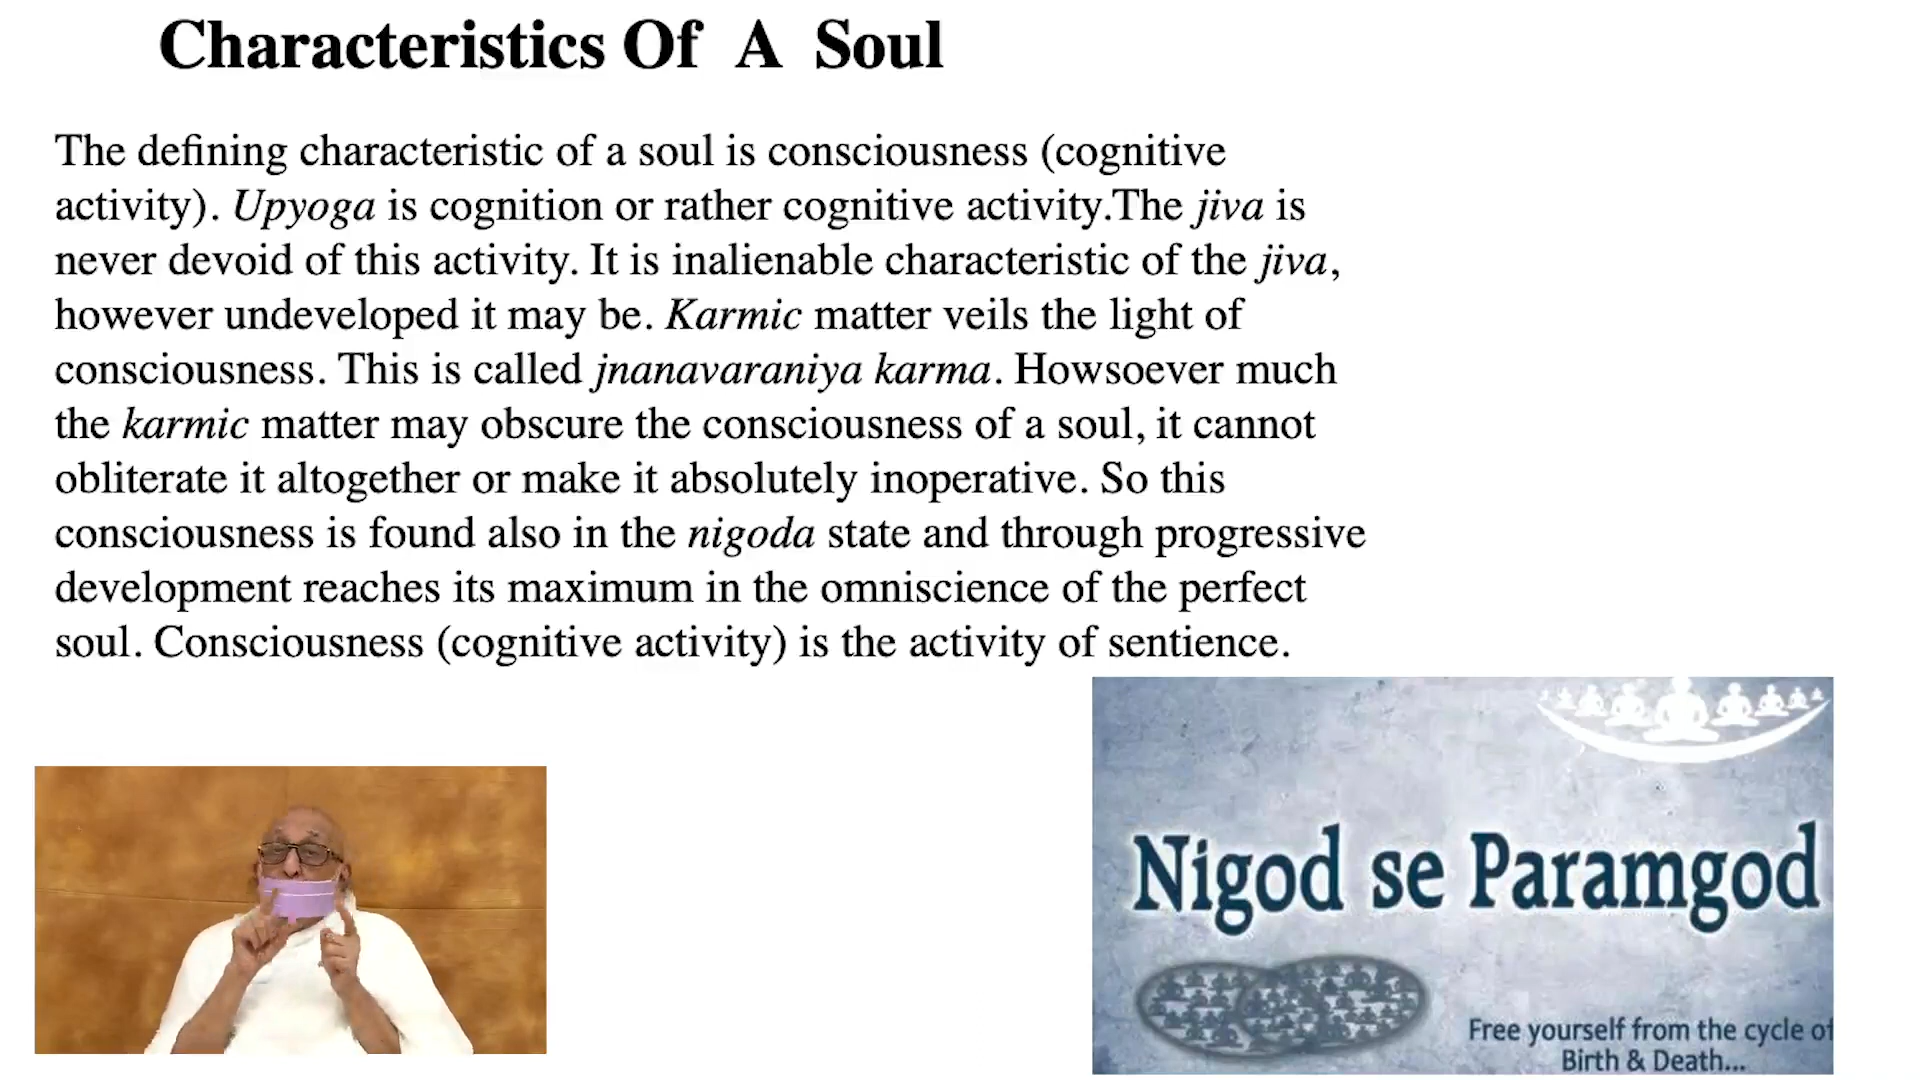 Characteristics Of A Soul
The defining characteristic of a soul is consciousness (cognitive
activity). Upyoga is cognition or rather cognitive activity.The jiva is
never devoid of this activity. It is inalienable characteristic of the jiva,
however undeveloped it may be. Karmic matter veils the light of
consciousness. This is called jnanavaraniya karma. Howsoever much
the karmic matter may obscure the consciousness of a soul, it cannot
obliterate it altogether or make it absolutely inoperative. So this
consciousness is found also in the nigoda state and through progressive
development reaches its maximum in the omniscience of the perfect
soul. Consciousness (cognitive activity) is the activity of sentience.
Nigod se Paramgod
Free yourself from the cycle of
Birth & Death...